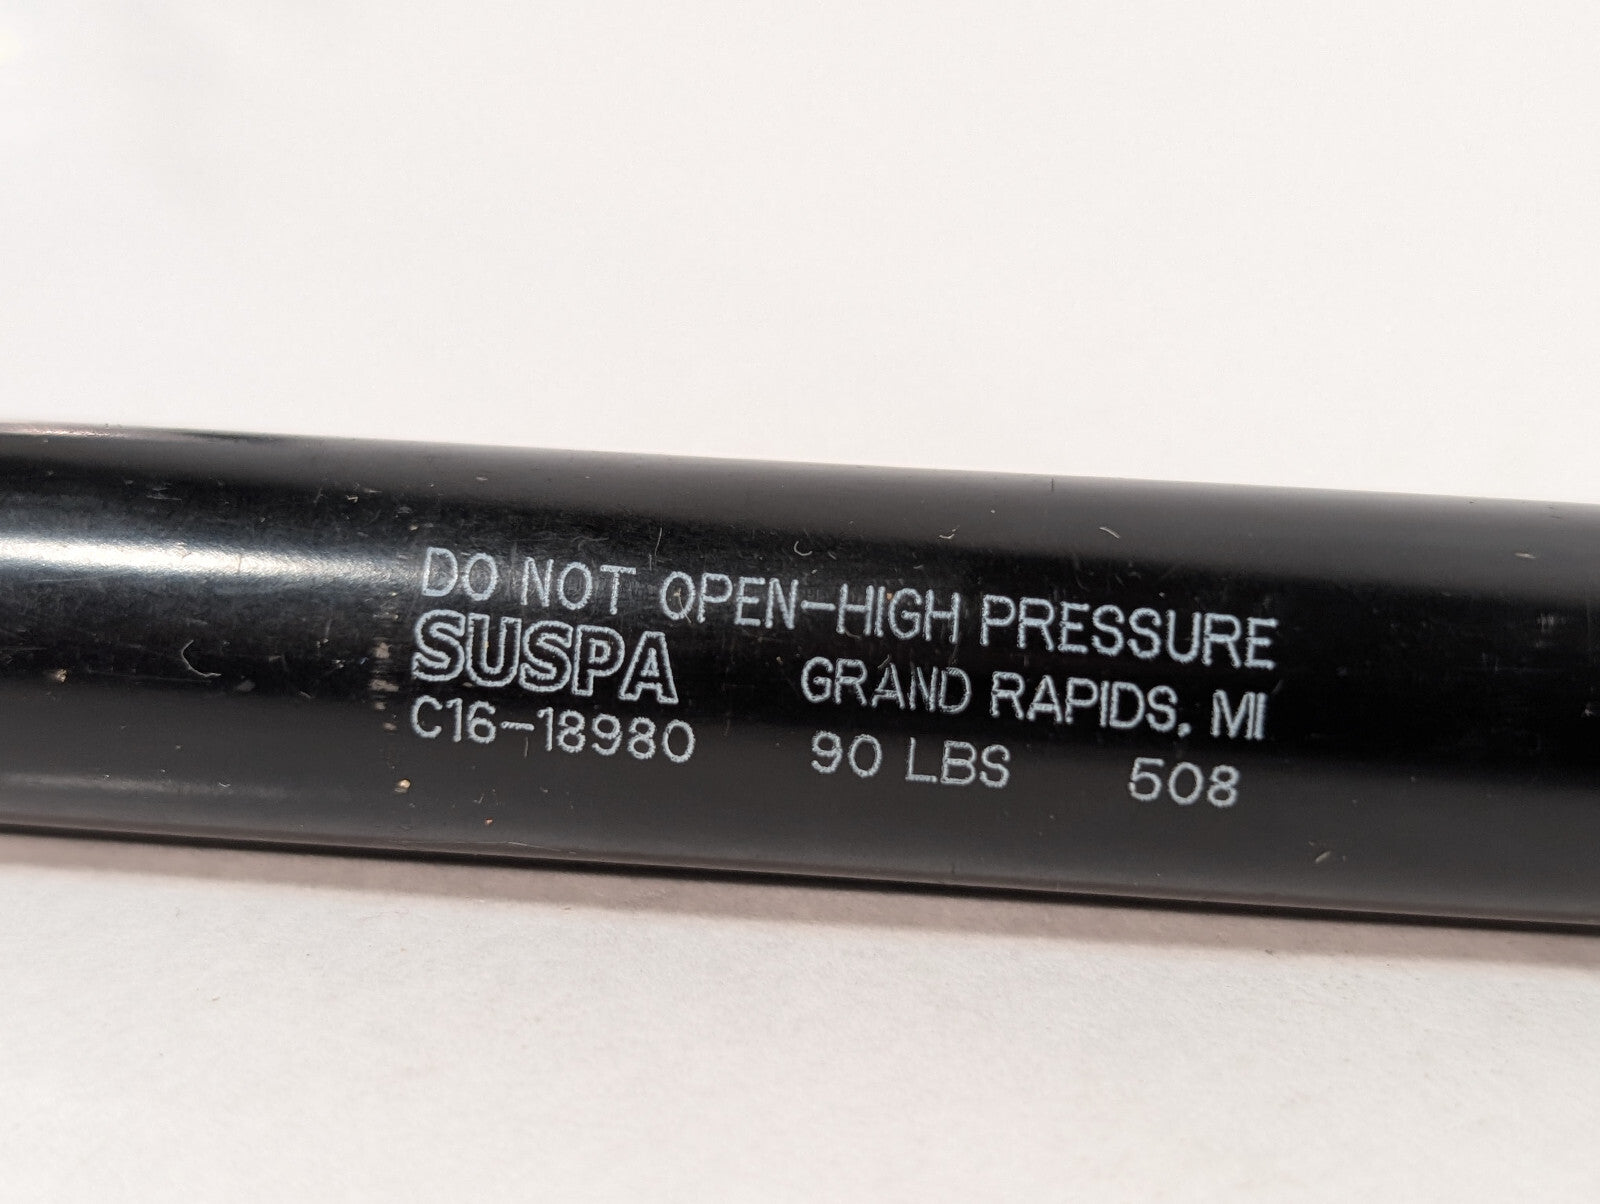 DO NOT OPEN-HIGH PRESSURE
SUSPA GRAND RAPIDS, MI
C16-18980 90 LBS 508